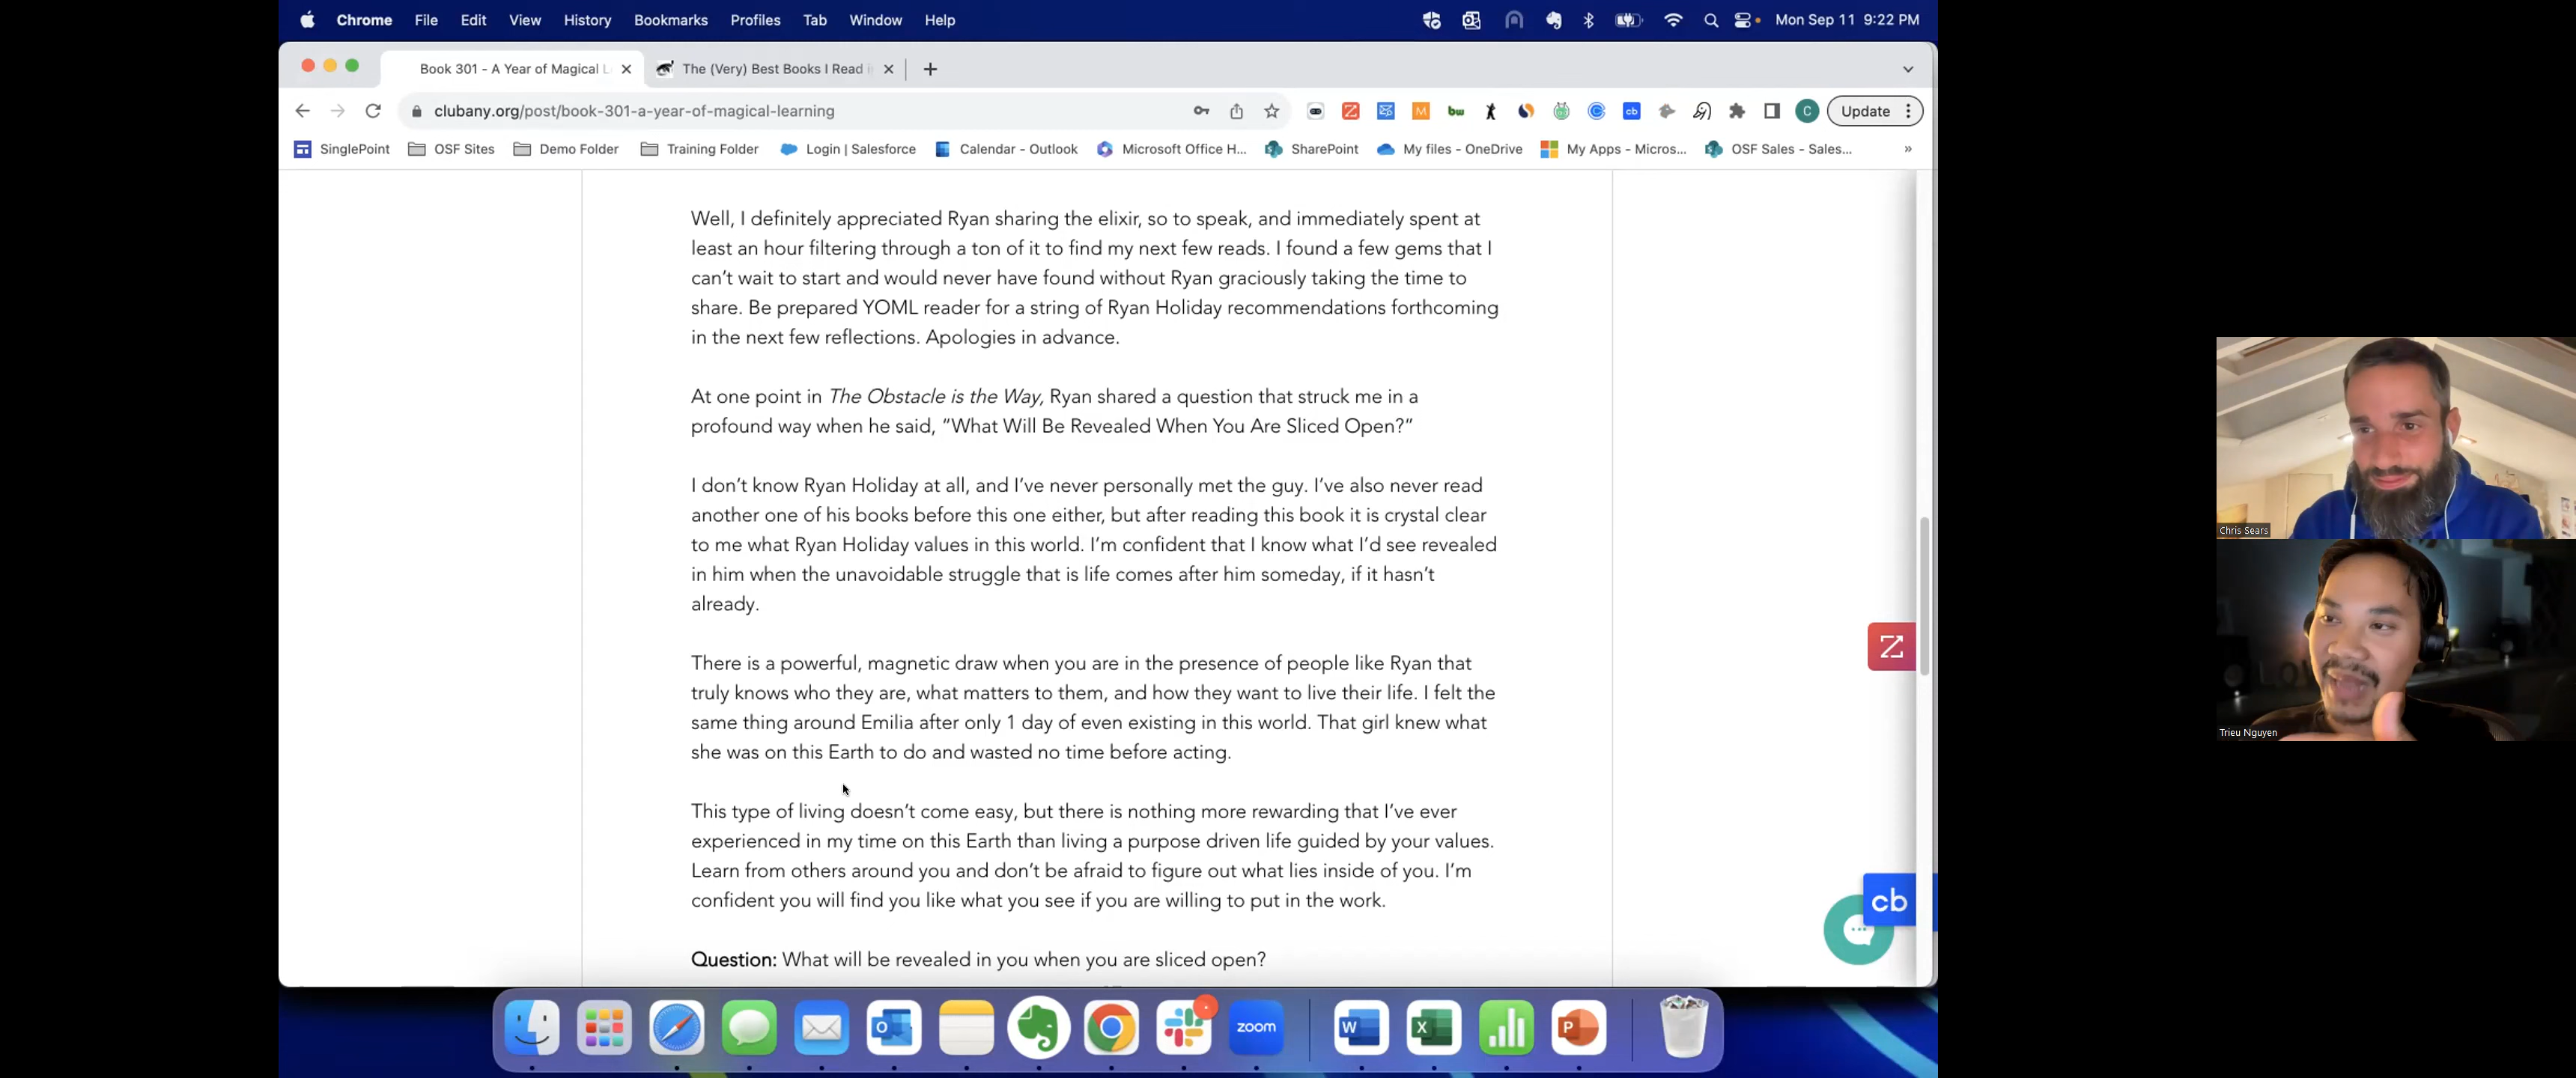 Chrome File Edit View History Bookmarks Profiles Tab Window Help Mon Sep 11 9:22 PM
Book 301 - A Year of Magical L The (Very) Best Books I Read i
clubany.org/post/book-301-a-year-of-magical-learning M bw cb C Update
SinglePoint OSF Sites Demo Folder Training Folder Login | Salesforce Calendar - Outlook Microsoft Office H... SharePoint My files - OneDrive My Apps - Micros... OSF Sales - Sales... »
Well, I definitely appreciated Ryan sharing the elixir, so to speak, and immediately spent at
least an hour filtering through a ton of it to find my next few reads. I found a few gems that I
can’t wait to start and would never have found without Ryan graciously taking the time to
share. Be prepared YOML reader for a string of Ryan Holiday recommendations forthcoming
in the next few reflections. Apologies in advance.
At one point in The Obstacle is the Way, Ryan shared a question that struck me in a
profound way when he said, “What Will Be Revealed When You Are Sliced Open?”
I don’t know Ryan Holiday at all, and I’ve never personally met the guy. I’ve also never read
another one of his books before this one either, but after reading this book it is crystal clear
to me what Ryan Holiday values in this world. I’m confident that I know what I’d see revealed
in him when the unavoidable struggle that is life comes after him someday, if it hasn’t
already.
There is a powerful, magnetic draw when you are in the presence of people like Ryan that
truly knows who they are, what matters to them, and how they want to live their life. I felt the
same thing around Emilia after only 1 day of even existing in this world. That girl knew what
she was on this Earth to do and wasted no time before acting.
This type of living doesn’t come easy, but there is nothing more rewarding that I’ve ever
experienced in my time on this Earth than living a purpose driven life guided by your values.
Learn from others around you and don’t be afraid to figure out what lies inside of you. I’m
confident you will find you like what you see if you are willing to put in the work.
Question: What will be revealed in you when you are sliced open?
cb
zoom
W
X
P
Chris Sears
Trieu Nguyen